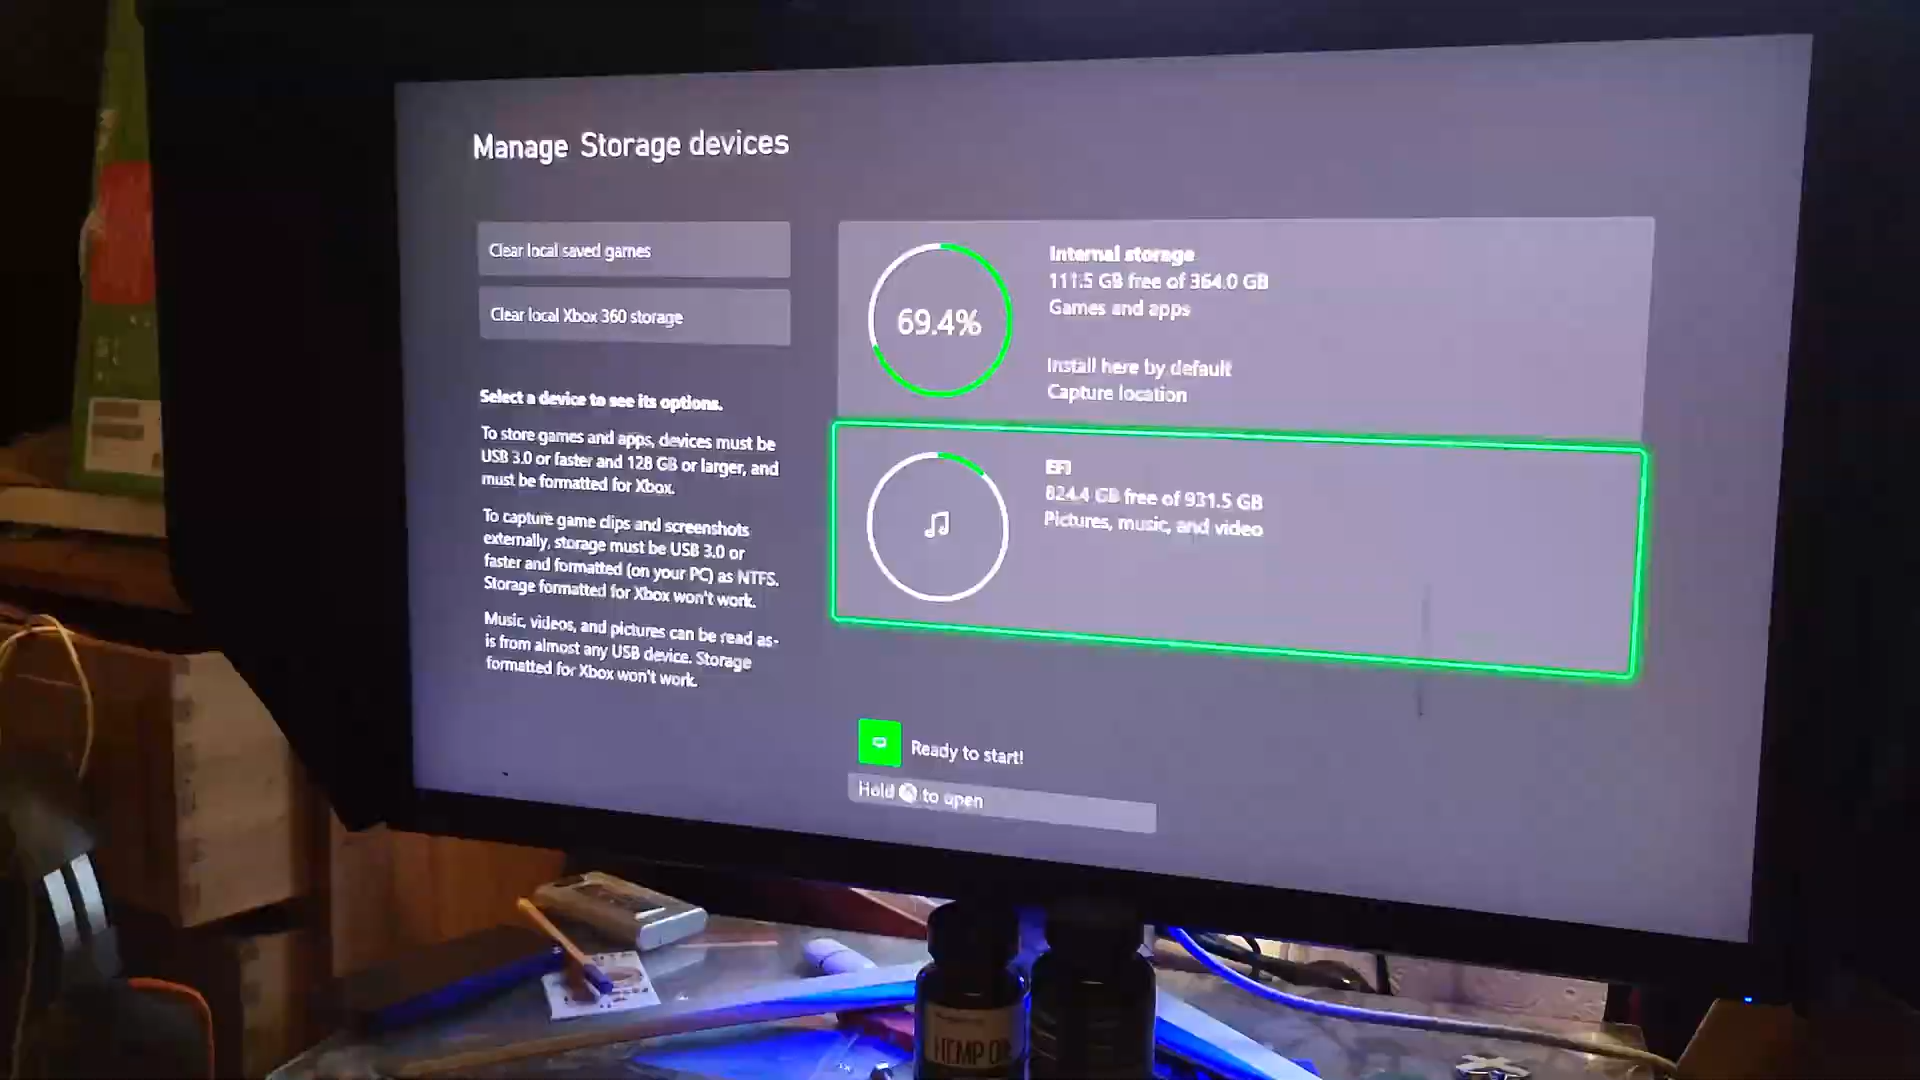 Manage Storage devices
Clear local saved games
Clear local Xbox 360 storage
Select a device to see its options.
To store games and apps, devices must be
USB 3.0 or faster and 128 GB or larger, and
must be formatted for Xbox.
To capture game clips and screenshots
externally, storage must be USB 3.0 or
faster and formatted (on your PC) as NTFS.
Storage formatted for Xbox won't work.
Music, videos, and pictures can be read as-
is from almost any USB device. Storage
formatted for Xbox won't work.
69.4%
Internal storage
111.5 GB free of 364.0 GB
Games and apps
Install here by default
Capture location
EFI
824.4 GB free of 931.5 GB
Pictures, music, and video
Ready to start!
Hold to open
HEMP